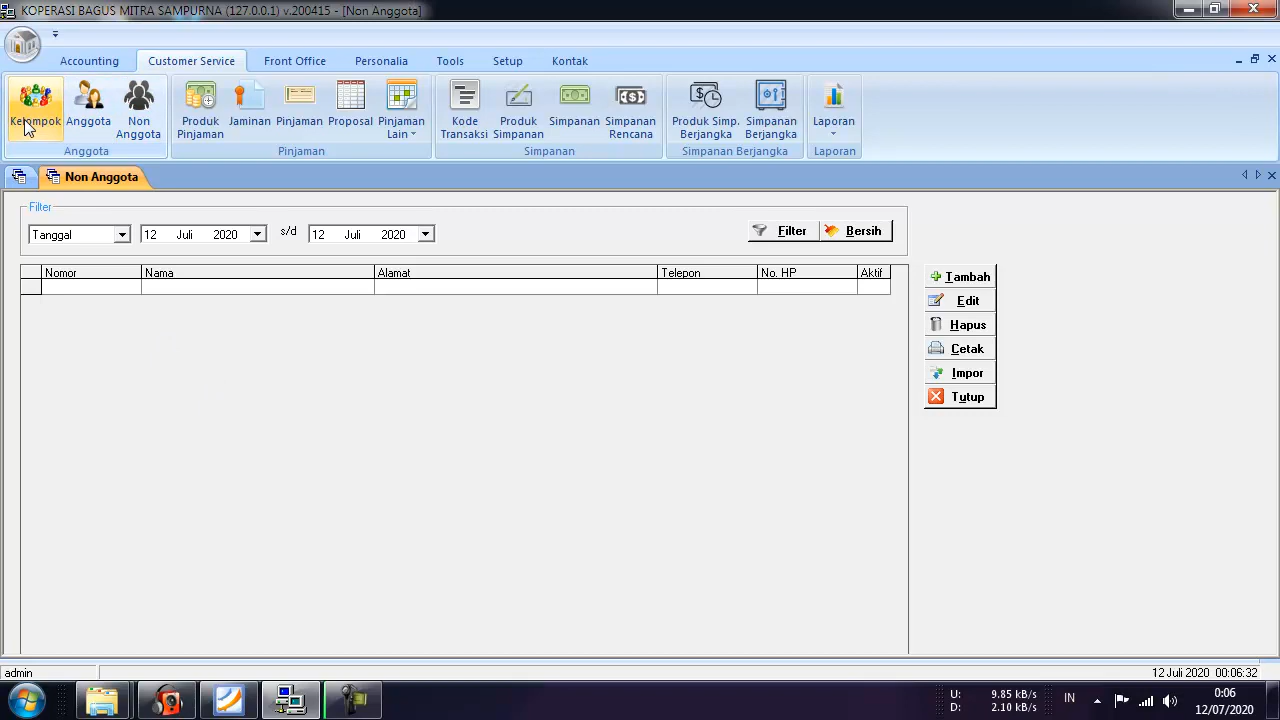 KOPERASI BAGUS MITRA SAMPURNA (127.0.0.1) v.200415 - [Non Anggota]
Accounting Customer Service Front Office Personalia Tools Setup Kontak
Kelompok Anggota Non Anggota Produk Pinjaman Jaminan Pinjaman Proposal Pinjaman Lain Kode Transaksi Produk Simpanan Simpanan Simpanan Rencana Produk Simp. Berjangka Simpanan Berjangka Laporan
Anggota Pinjaman Simpanan Simpanan Berjangka Laporan
Non Anggota
Filter
Tanggal 12 Juli 2020 s/d 12 Juli 2020 Filter Bersih
Nomor Nama Alamat Telepon No. HP Aktif
Tambah
Edit
Hapus
Cetak
Impor
Tutup
admin 12 Juli 2020 00:06:32
U: 9.85 kB/s
D: 2.10 kB/s
IN
0:06
12/07/2020